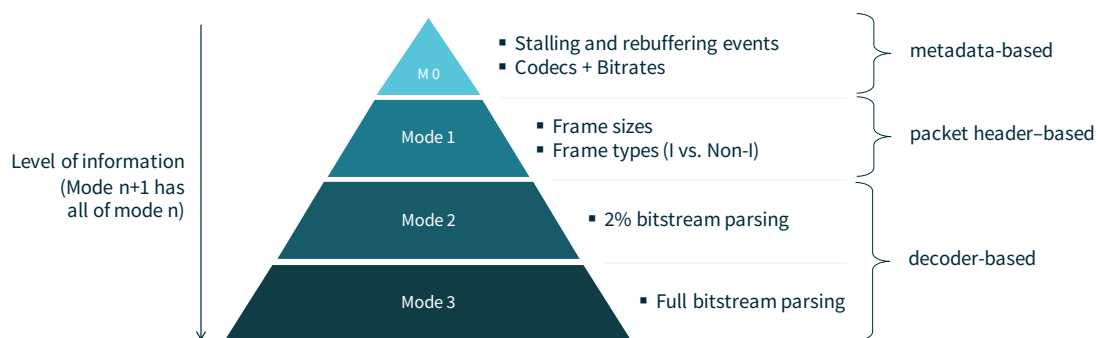 M 0
▪ Stalling and rebuffering events
▪ Codecs + Bitrates
metadata-based
Mode 1
▪ Frame sizes
▪ Frame types (I vs. Non-I)
packet header–based
Level of information
(Mode n+1 has
all of mode n)
Mode 2
▪ 2% bitstream parsing
decoder-based
Mode 3
▪ Full bitstream parsing